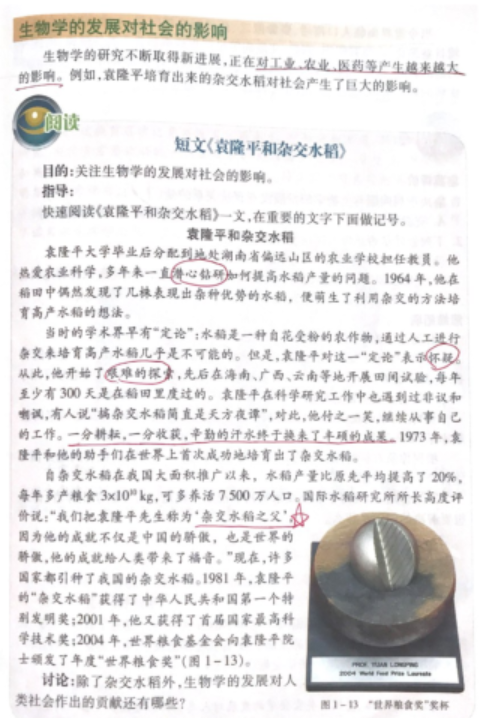 生物学的发展对社会的影响
生物学的研究不断取得新进展,正在对工业、农业、医药等产生越来越大
的影响。例如,袁隆平培育出来的杂交水稻对社会产生了巨大的影响。
阅读
短文《袁隆平和杂交水稻》
目的:关注生物学的发展对社会的影响。
指导:
快速阅读《袁隆平和杂交水稻》一文,在重要的文字下面做记号。
袁隆平和杂交水稻
袁隆平大学毕业后分配到地处湖南省偏远山区的农业学校担任教员。他
热爱农业科学,多年来一直潜心钻研如何提高水稻产量的问题。1964年,他在
稻田中偶然发现了几株表现出杂种优势的水稻,便萌生了利用杂交的方法培
育高产水稻的想法。
当时的学术界早有“定论”:水稻是一种自花受粉的农作物,通过人工进行
杂交来培育高产水稻几乎是不可能的。但是,袁隆平对这一“定论”表示怀疑。
从此,他开始了艰难的探索,先后在海南、广西、云南等地开展田间试验,每年
至少有300天是在稻田里度过的。袁隆平在科学研究工作中也遇到过非议和
嘲讽,有人说“搞杂交水稻简直是天方夜谭”,对此,他付之一笑,继续从事自己
的工作。一分耕耘,一分收获,辛勤的汗水终于换来了丰硕的成果。1973年,袁
隆平和他的助手们在世界上首次成功地培育出了杂交水稻。
自杂交水稻在我国大面积推广以来,水稻产量比原先平均提高了20%,
每年多产粮食3×10¹⁰kg,可多养活7500万人口。国际水稻研究所所长高度评
价说:“我们把袁隆平先生称为‘杂交水稻之父’,
因为他的成就不仅是中国的骄傲,也是世界的
骄傲,他的成就给人类带来了福音。”现在,许多
国家都引种了我国的杂交水稻。1981年,袁隆平
的“杂交水稻”获得了中华人民共和国第一个特
别发明奖;2001年,他又获得了首届国家最高科
学技术奖;2004年,世界粮食基金会向袁隆平院
士颁发了年度“世界粮食奖”(图1-13)。
讨论:除了杂交水稻外,生物学的发展对人
类社会作出的贡献还有哪些?
PROF. YUAN LONGPING
2004 World Food Prize Laureate
图1-13 “世界粮食奖”奖杯